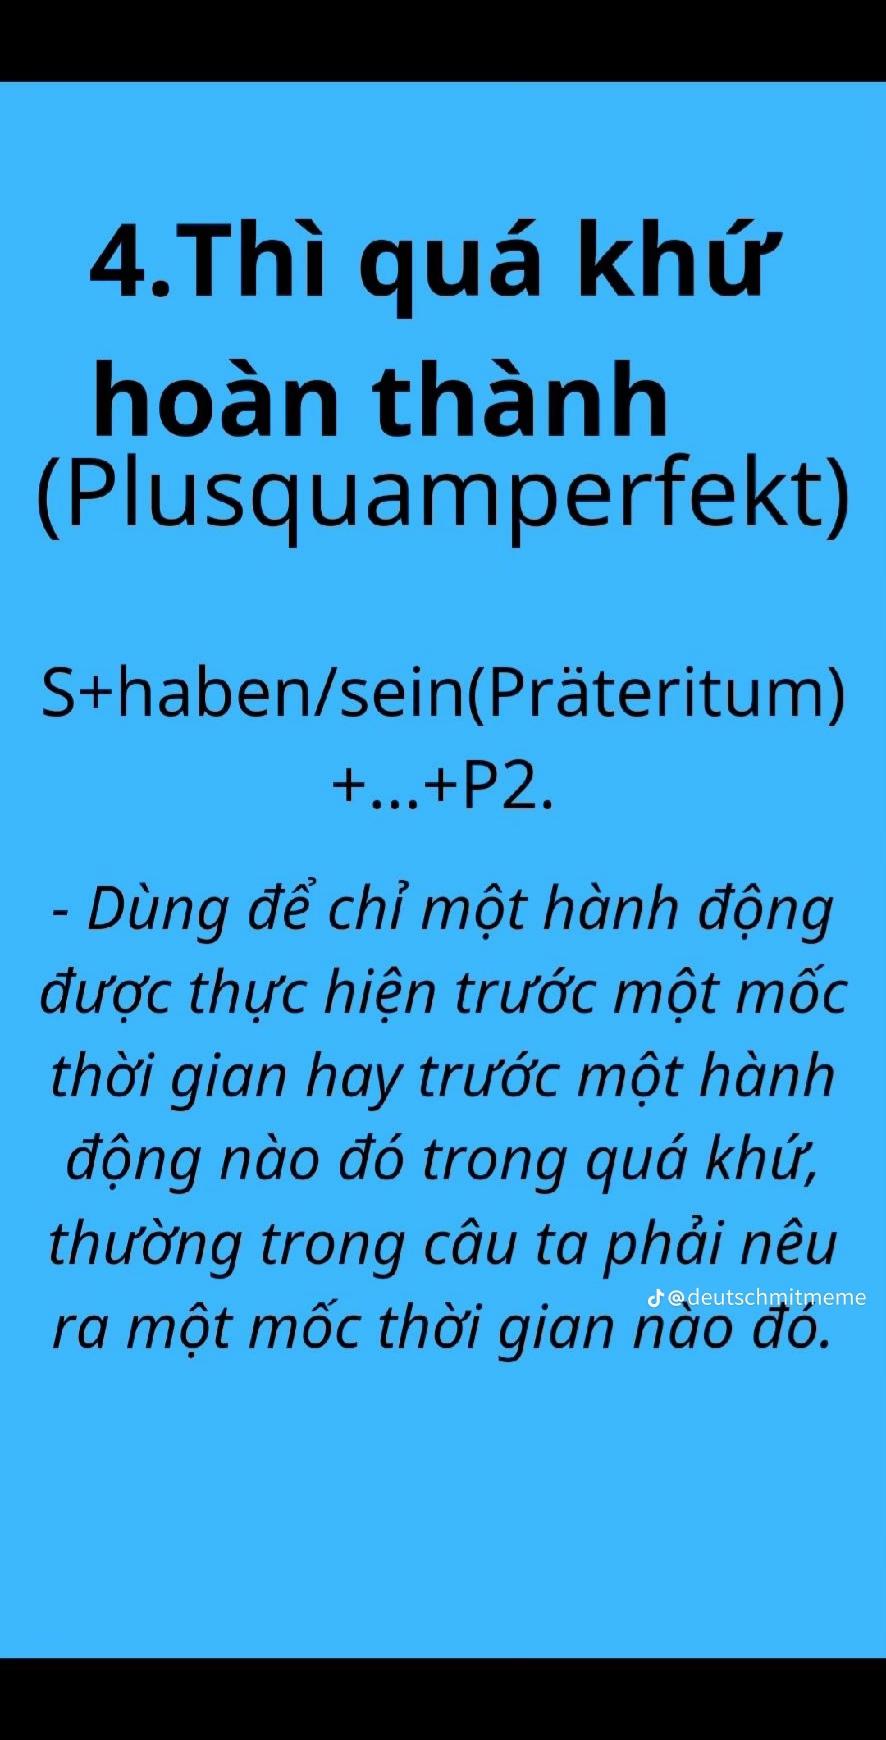 4.Thì quá khứ
hoàn thành
(Plusquamperfekt)
S+haben/sein(Präteritum)
+...+P2.
- Dùng để chỉ một hành động
được thực hiện trước một mốc
thời gian hay trước một hành
động nào đó trong quá khứ,
thường trong câu ta phải nêu
@deutschmitmeme
ra một mốc thời gian nào đó.